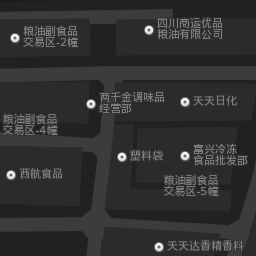 粮油副食品
交易区-2幢
四川商运优品
粮油有限公司
两千金调味品
经营部
天天日化
粮油副食品
交易区-4幢
塑料袋
富兴冷冻
食品批发部
西航食品
粮油副食品
交易区-5幢
天天达香精香料